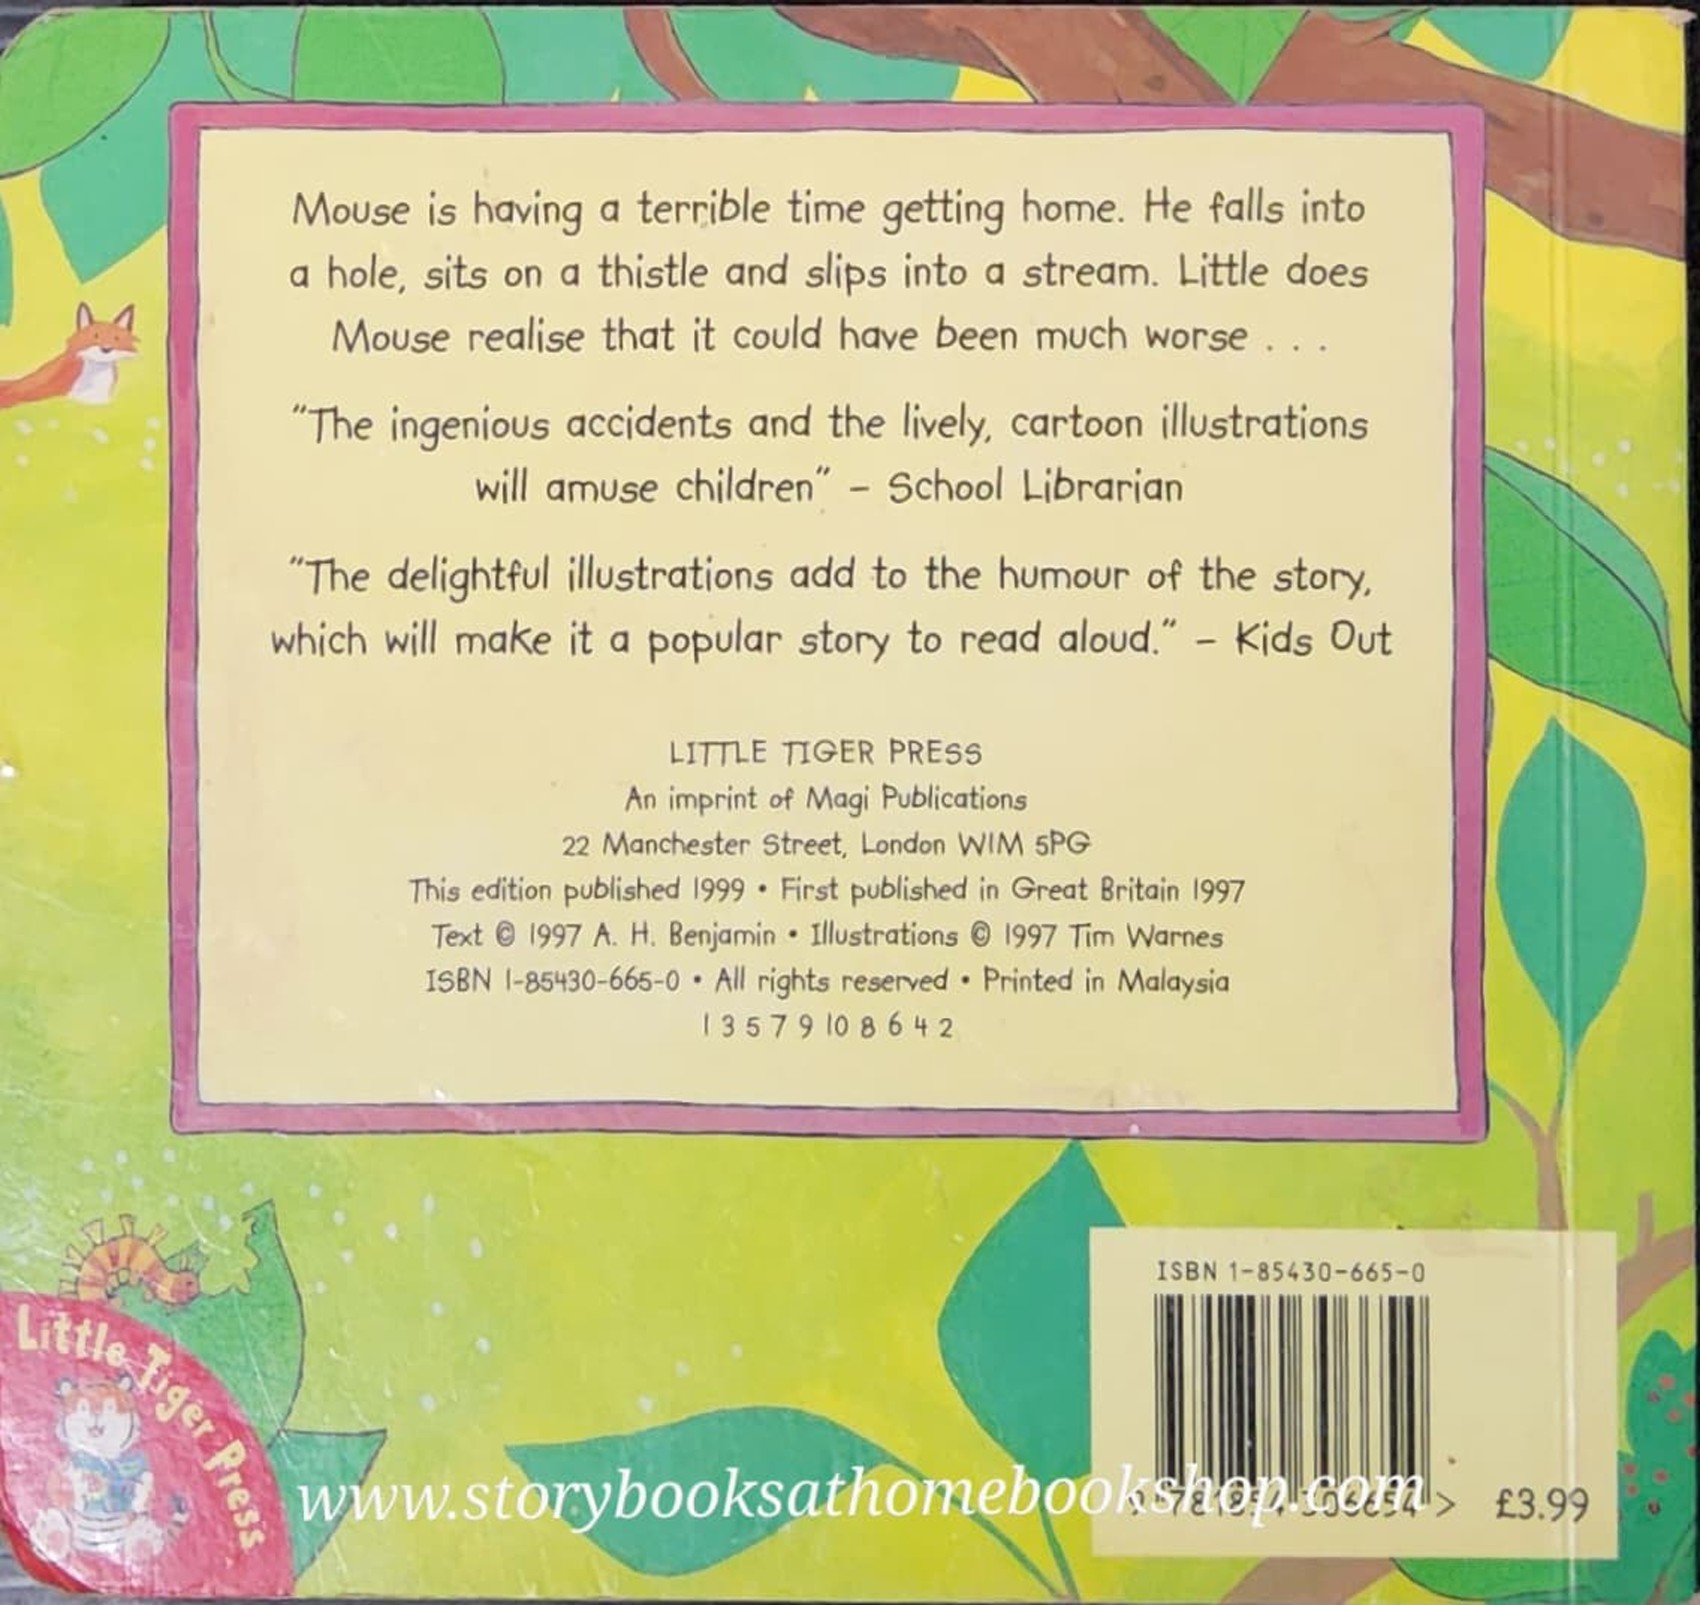 Mouse is having a terrible time getting home. He falls into
a hole, sits on a thistle and slips into a stream. Little does
Mouse realise that it could have been much worse . . .
"The ingenious accidents and the lively, cartoon illustrations
will amuse children" – School Librarian
"The delightful illustrations add to the humour of the story,
which will make it a popular story to read aloud." – Kids Out
LITTLE TIGER PRESS
An imprint of Magi Publications
22 Manchester Street, London W1M 5PG
This edition published 1999 • First published in Great Britain 1997
Text © 1997 A. H. Benjamin • Illustrations © 1997 Tim Warnes
ISBN 1-85430-665-0 • All rights reserved • Printed in Malaysia
1 3 5 7 9 10 8 6 4 2
ISBN 1-85430-665-0
Little Tiger Press
www.storybooksathomebookshop.com
£3.99